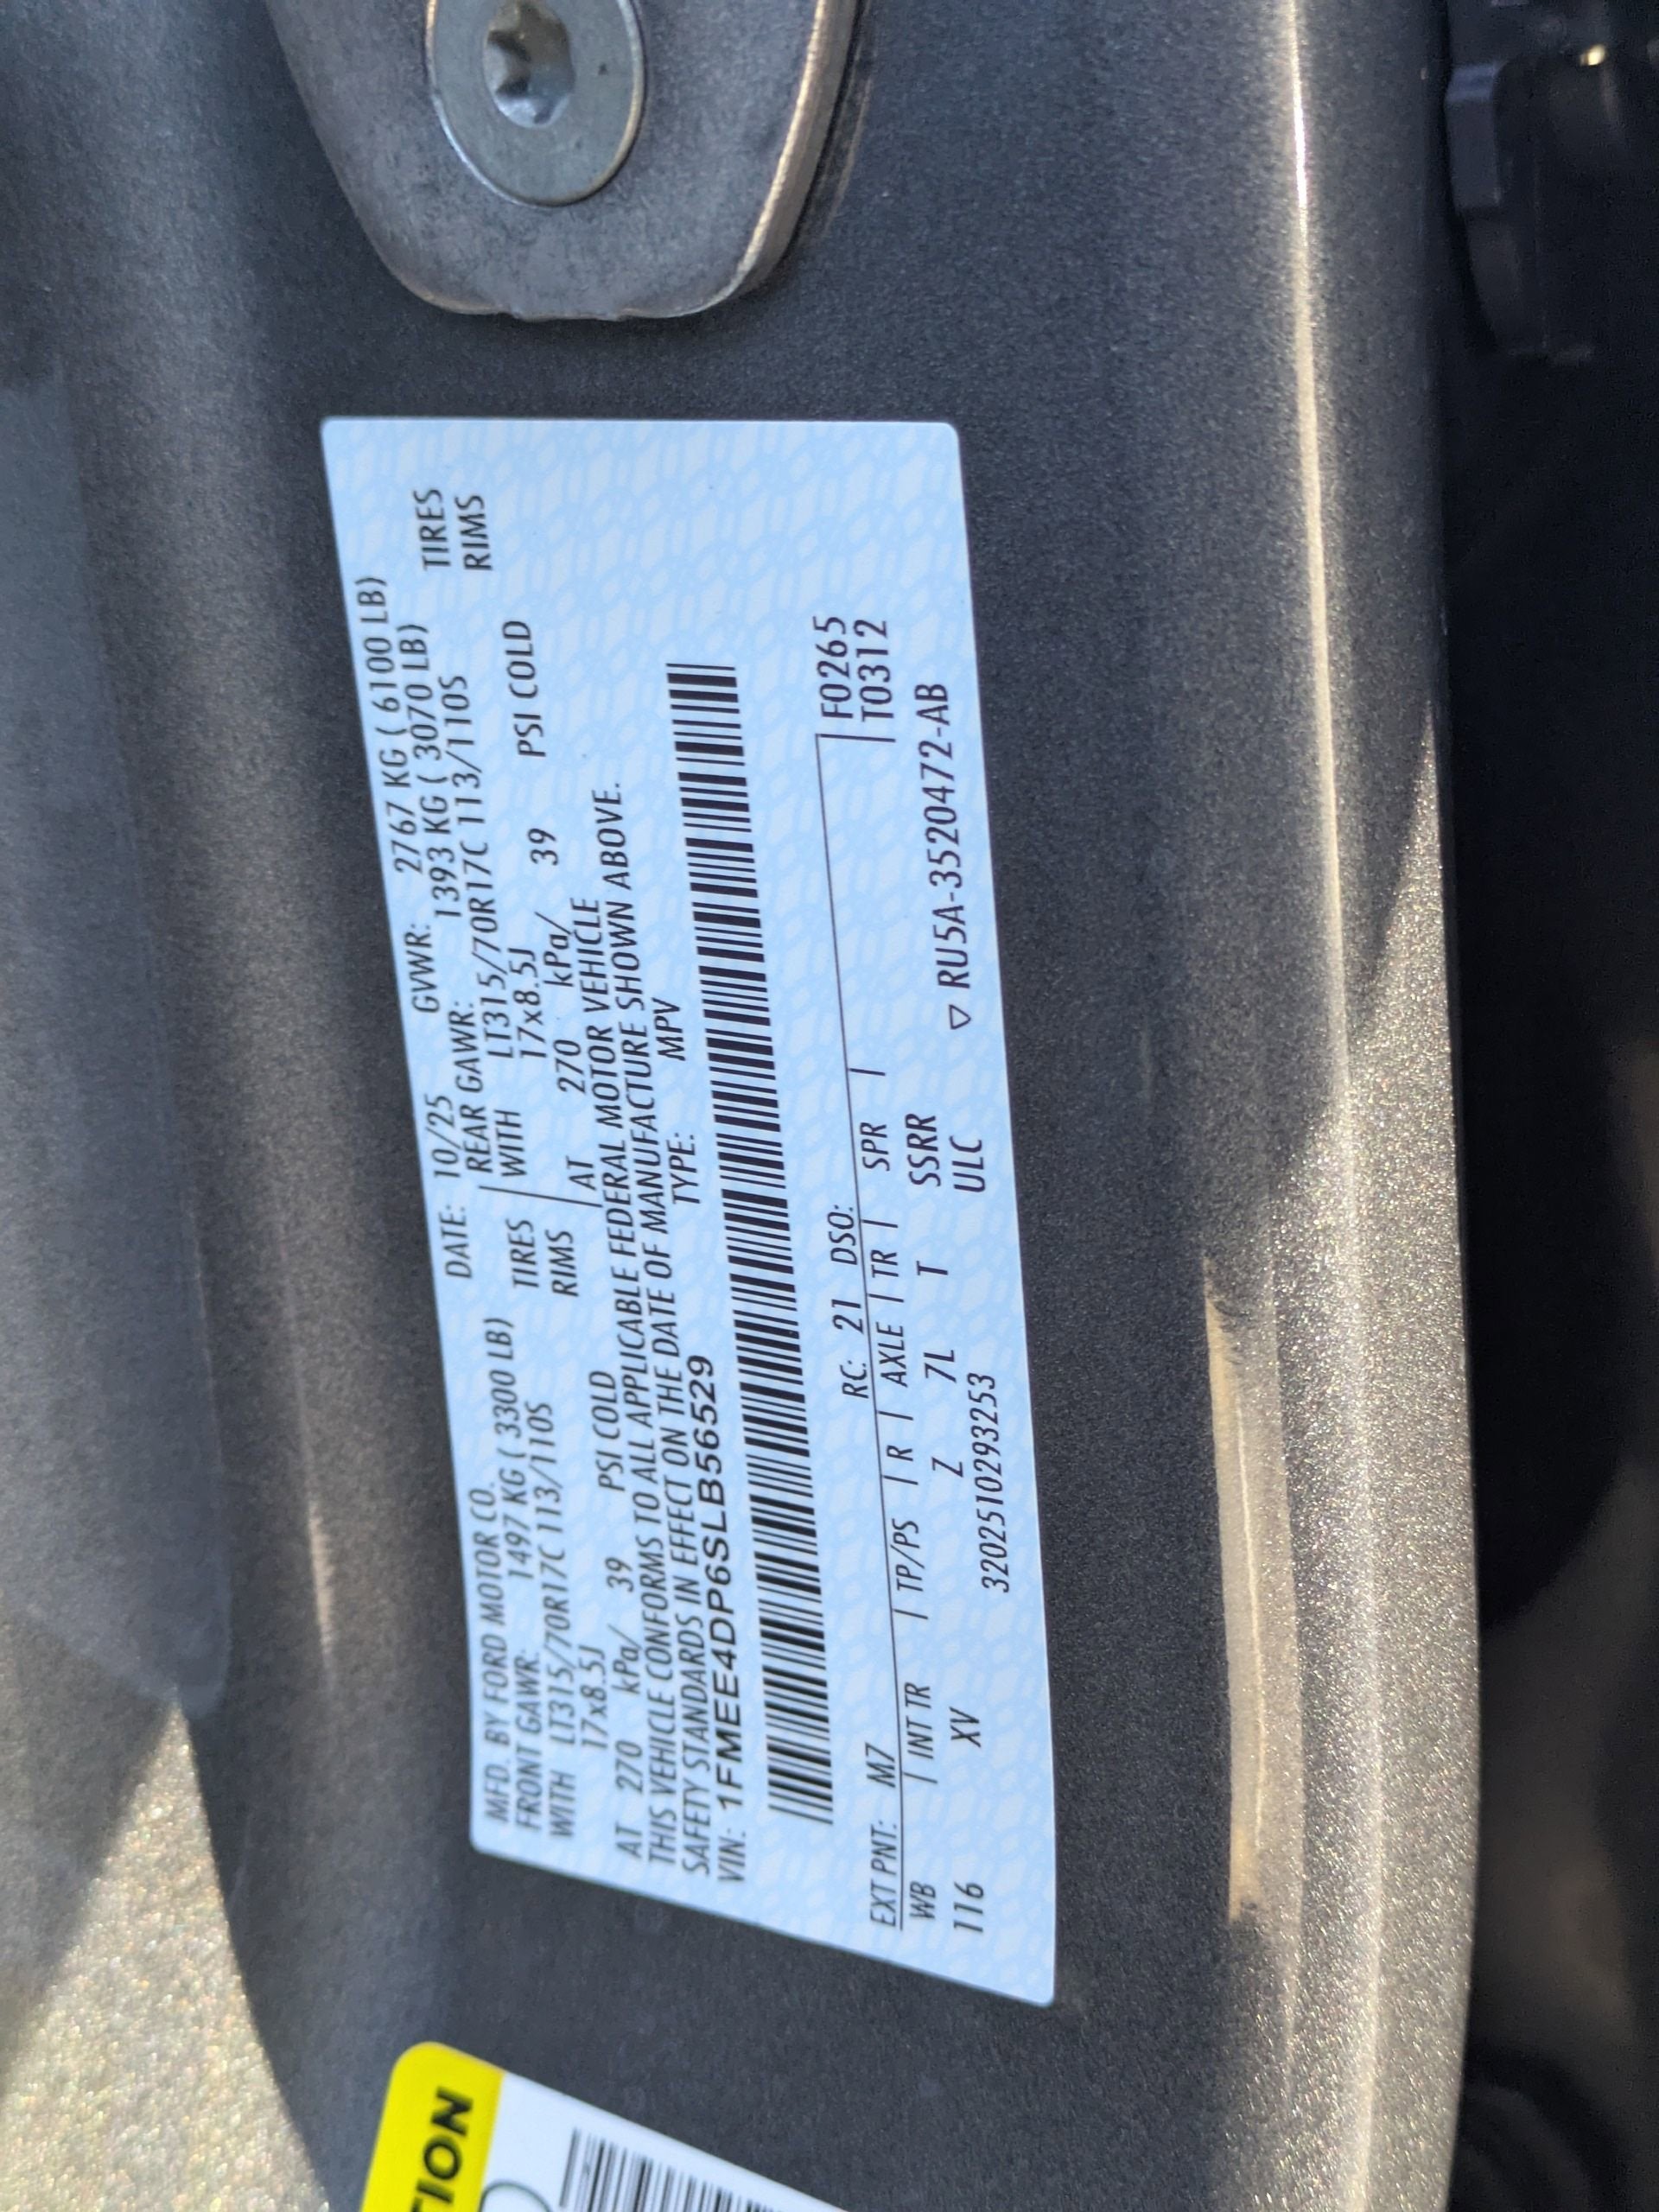 MFD. BY FORD MOTOR CO. DATE: 10/25 GVWR: 2767 KG ( 6100 LB)
FRONT GAWR: 1497 KG ( 3300 LB) REAR GAWR: 1393 KG ( 3070 LB)
WITH LT315/70R17C 113/110S TIRES WITH LT315/70R17C 113/110S TIRES
17x8.5J RIMS 17x8.5J RIMS
AT 270 kPa/ 39 PSI COLD AT 270 kPa/ 39 PSI COLD
THIS VEHICLE CONFORMS TO ALL APPLICABLE FEDERAL MOTOR VEHICLE
SAFETY STANDARDS IN EFFECT ON THE DATE OF MANUFACTURE SHOWN ABOVE.
VIN: 1FMEE4DP6SLB56529 TYPE: MPV
EXT PNT: M7 RC: 21 DSO: F0265
WB | INT TR | TP/PS | R | AXLE | TR | SPR | T0312
116 XV Z 7L T SSRR
3202510293253 ULC ▽ RU5A-3520472-AB
TION